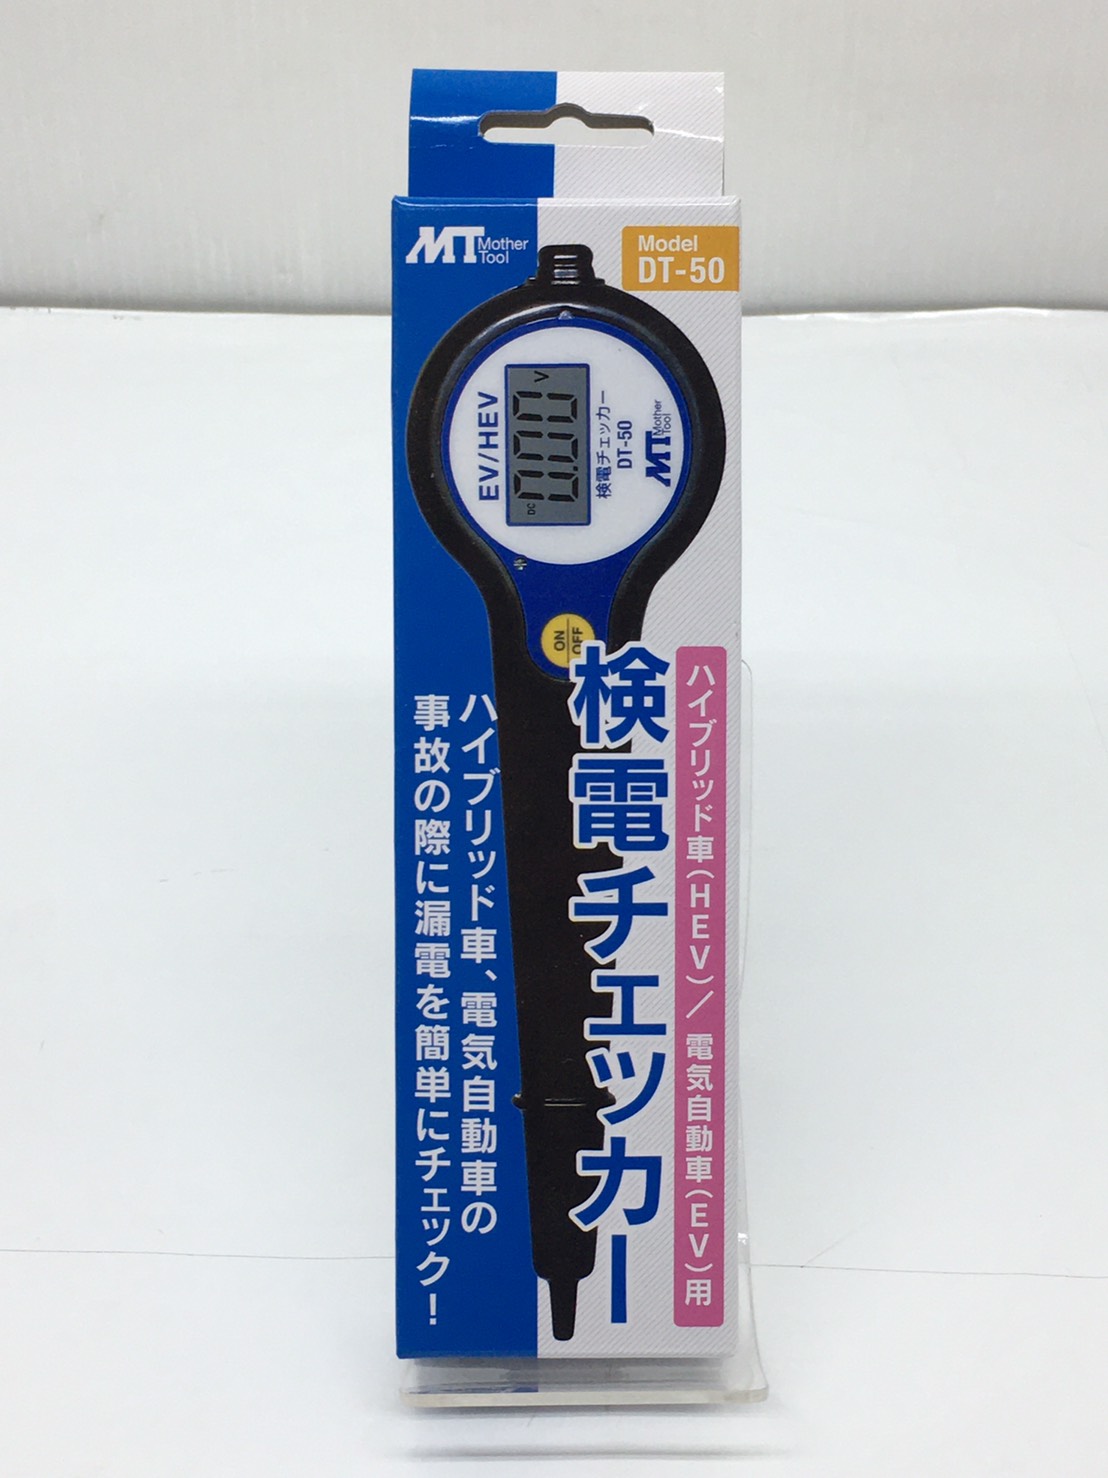 MT Mother Tool
Model
DT-50
EV/HEV
DC 0.00 V
検電チェッカー
DT-50
MT Mother Tool
ON
OFF
検電チェッカー
ハイブリッド車(HEV)／電気自動車(EV)用
ハイブリッド車、電気自動車の
事故の際に漏電を簡単にチェック！